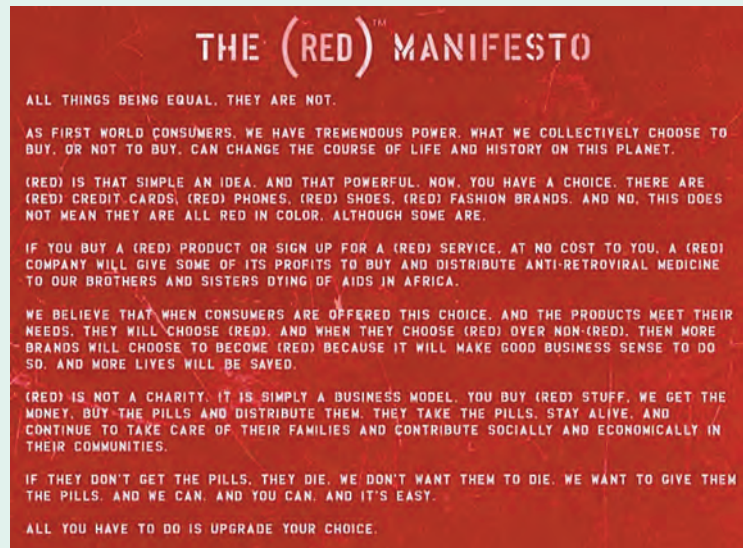 THE (RED)™ MANIFESTO
ALL THINGS BEING EQUAL, THEY ARE NOT.
AS FIRST WORLD CONSUMERS, WE HAVE TREMENDOUS POWER. WHAT WE COLLECTIVELY CHOOSE TO
BUY, OR NOT TO BUY, CAN CHANGE THE COURSE OF LIFE AND HISTORY ON THIS PLANET.
(RED) IS THAT SIMPLE AN IDEA. AND THAT POWERFUL. NOW, YOU HAVE A CHOICE. THERE ARE
(RED) CREDIT CARDS, (RED) PHONES, (RED) SHOES, (RED) FASHION BRANDS. AND NO, THIS DOES
NOT MEAN THEY ARE ALL RED IN COLOR. ALTHOUGH SOME ARE.
IF YOU BUY A (RED) PRODUCT OR SIGN UP FOR A (RED) SERVICE, AT NO COST TO YOU, A (RED)
COMPANY WILL GIVE SOME OF ITS PROFITS TO BUY AND DISTRIBUTE ANTI-RETROVIRAL MEDICINE
TO OUR BROTHERS AND SISTERS DYING OF AIDS IN AFRICA.
WE BELIEVE THAT WHEN CONSUMERS ARE OFFERED THIS CHOICE, AND THE PRODUCTS MEET THEIR
NEEDS, THEY WILL CHOOSE (RED). AND WHEN THEY CHOOSE (RED) OVER NON-(RED), THEN MORE
BRANDS WILL CHOOSE TO BECOME (RED) BECAUSE IT WILL MAKE GOOD BUSINESS SENSE TO DO
SO. AND MORE LIVES WILL BE SAVED.
(RED) IS NOT A CHARITY. IT IS SIMPLY A BUSINESS MODEL. YOU BUY (RED) STUFF, WE GET THE
MONEY, BUY THE PILLS AND DISTRIBUTE THEM. THEY TAKE THE PILLS, STAY ALIVE, AND
CONTINUE TO TAKE CARE OF THEIR FAMILIES AND CONTRIBUTE SOCIALLY AND ECONOMICALLY IN
THEIR COMMUNITIES.
IF THEY DON'T GET THE PILLS, THEY DIE. WE DON'T WANT THEM TO DIE. WE WANT TO GIVE THEM
THE PILLS. AND WE CAN. AND YOU CAN. AND IT'S EASY.
ALL YOU HAVE TO DO IS UPGRADE YOUR CHOICE.